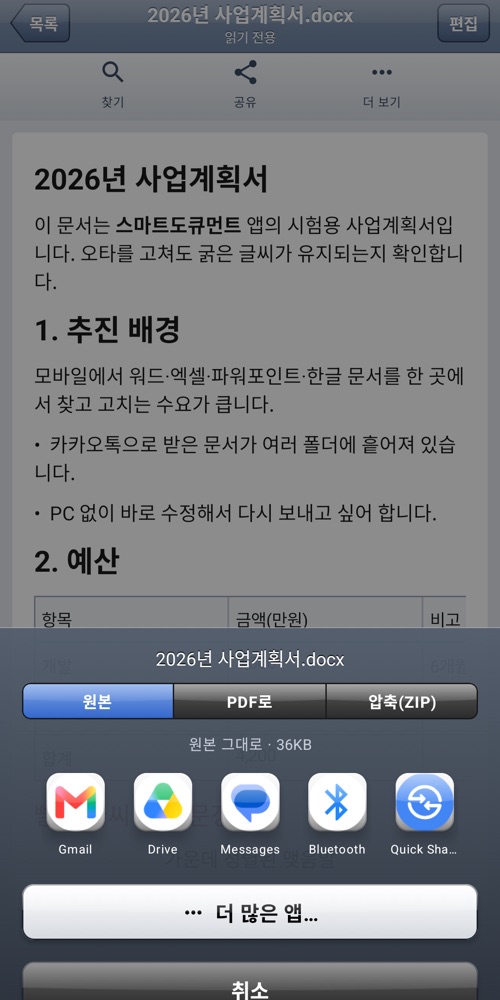 목록
2026년 사업계획서.docx
읽기 전용
편집
찾기
공유
더 보기
2026년 사업계획서
이 문서는 스마트도큐먼트 앱의 시험용 사업계획서입
니다. 오타를 고쳐도 굵은 글씨가 유지되는지 확인합니
다.
1. 추진 배경
모바일에서 워드·엑셀·파워포인트·한글 문서를 한 곳에
서 찾고 고치는 수요가 큽니다.
• 카카오톡으로 받은 문서가 여러 폴더에 흩어져 있습
니다.
• PC 없이 바로 수정해서 다시 보내고 싶어 합니다.
2. 예산
항목 금액(만원) 비고
2026년 사업계획서.docx
원본 PDF로 압축(ZIP)
원본 그대로 · 36KB
Gmail Drive Messages Bluetooth Quick Sha...
••• 더 많은 앱...
취소